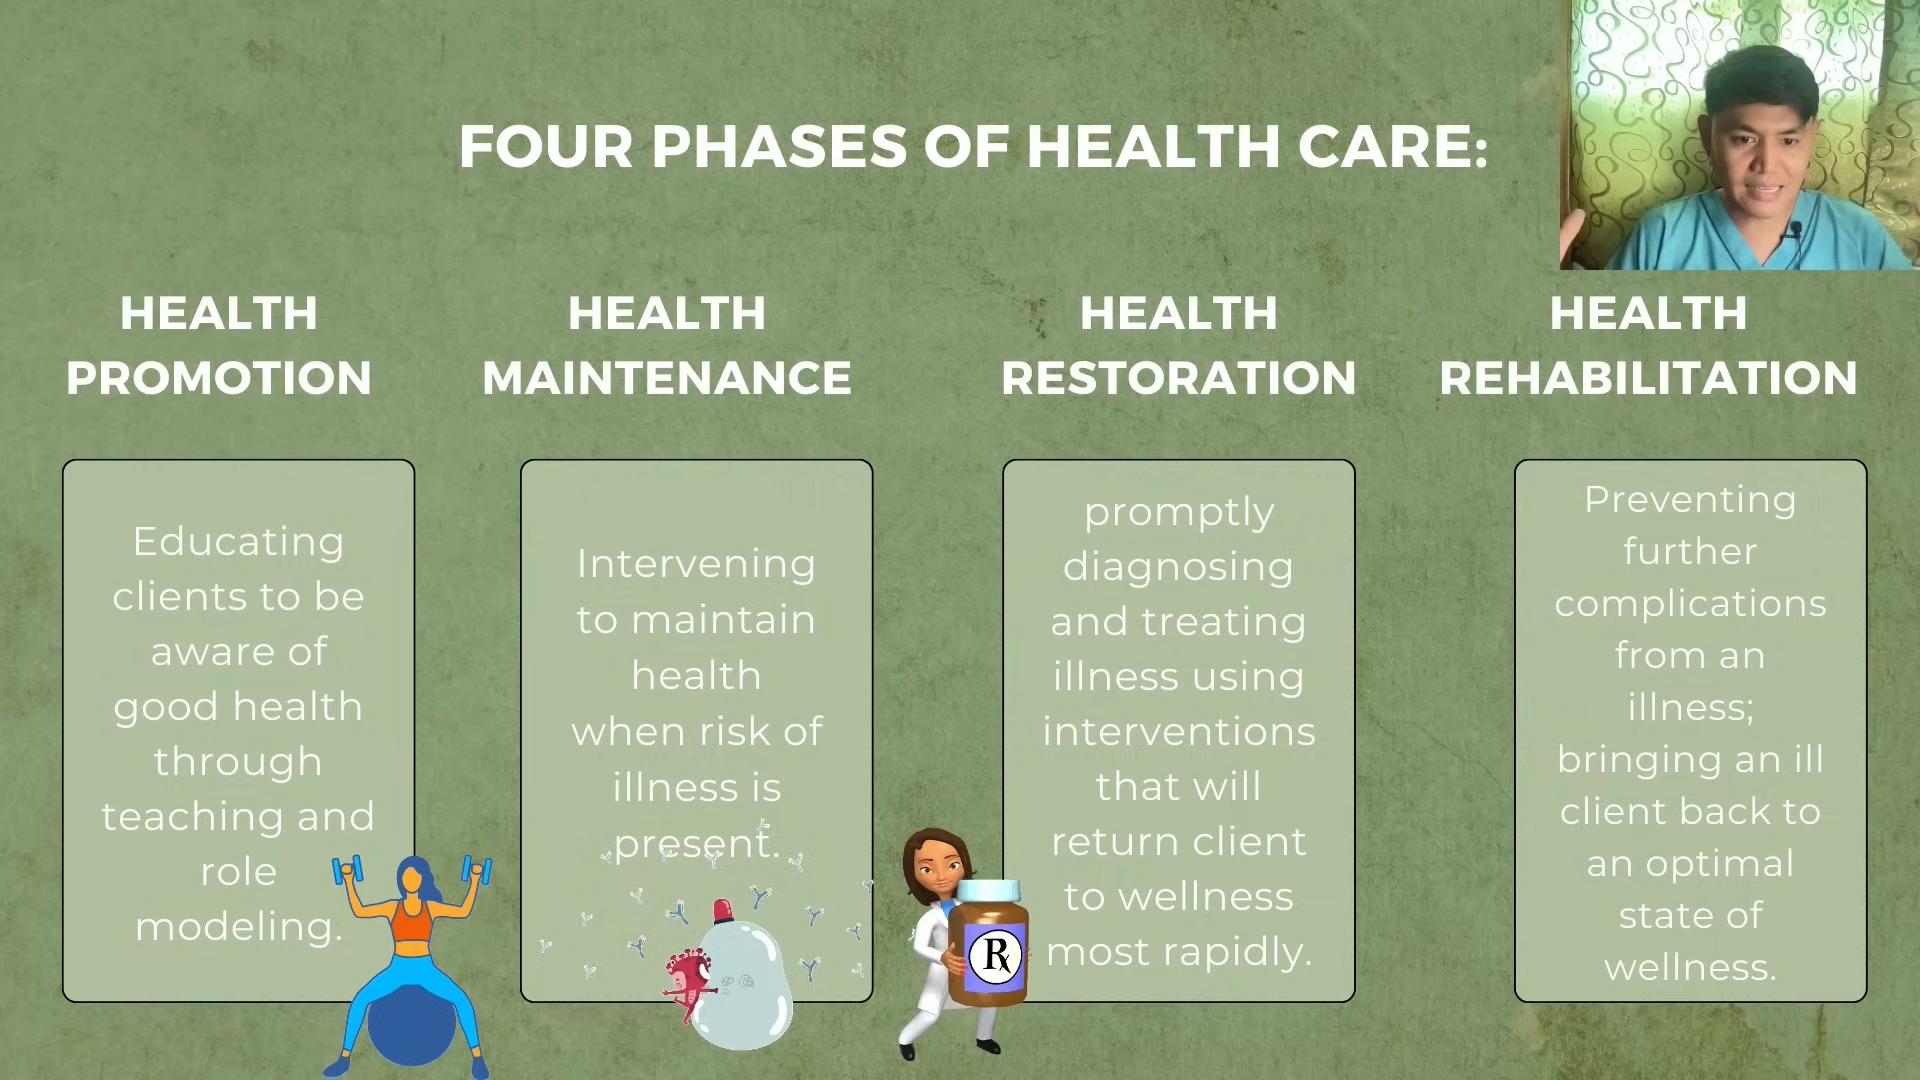 FOUR PHASES OF HEALTH CARE:
HEALTH
PROMOTION
Educating
clients to be
aware of
good health
through
teaching and
role
modeling.
HEALTH
MAINTENANCE
Intervening
to maintain
health
when risk of
illness is
present.
HEALTH
RESTORATION
promptly
diagnosing
and treating
illness using
interventions
that will
return client
to wellness
most rapidly.
Rx
HEALTH
REHABILITATION
Preventing
further
complications
from an
illness;
bringing an ill
client back to
an optimal
state of
wellness.